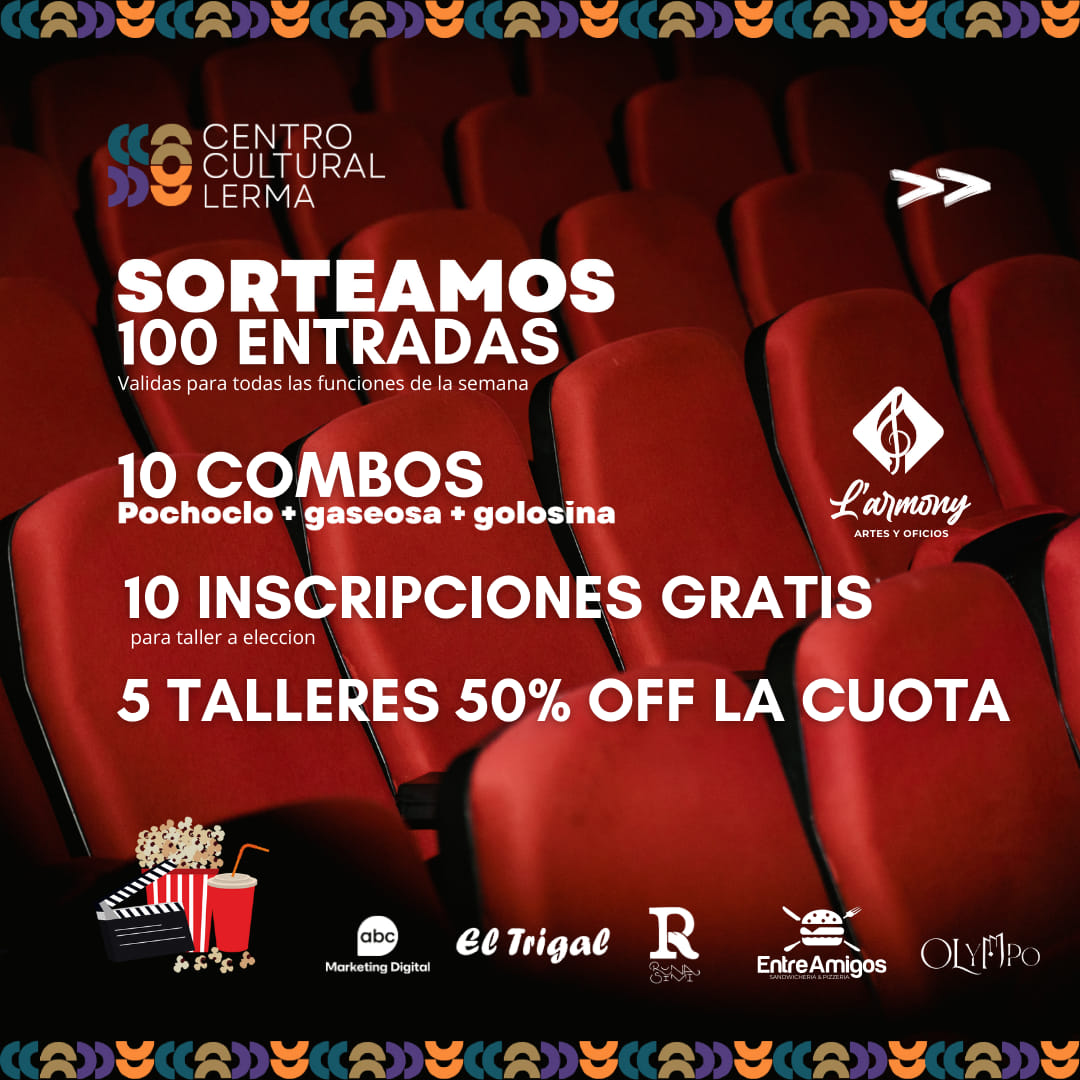 CENTRO
CULTURAL
LERMA
>>
SORTEAMOS
100 ENTRADAS
Validas para todas las funciones de la semana
10 COMBOS
Pochoclo + gaseosa + golosina
L'armony
ARTES Y OFICIOS
10 INSCRIPCIONES GRATIS
para taller a eleccion
5 TALLERES 50% OFF LA CUOTA
abc
Marketing Digital
El Trigal
R
RUNA
SIMI
EntreAmigos
SANDWICHERIA & PIZZERIA
OLYMPO